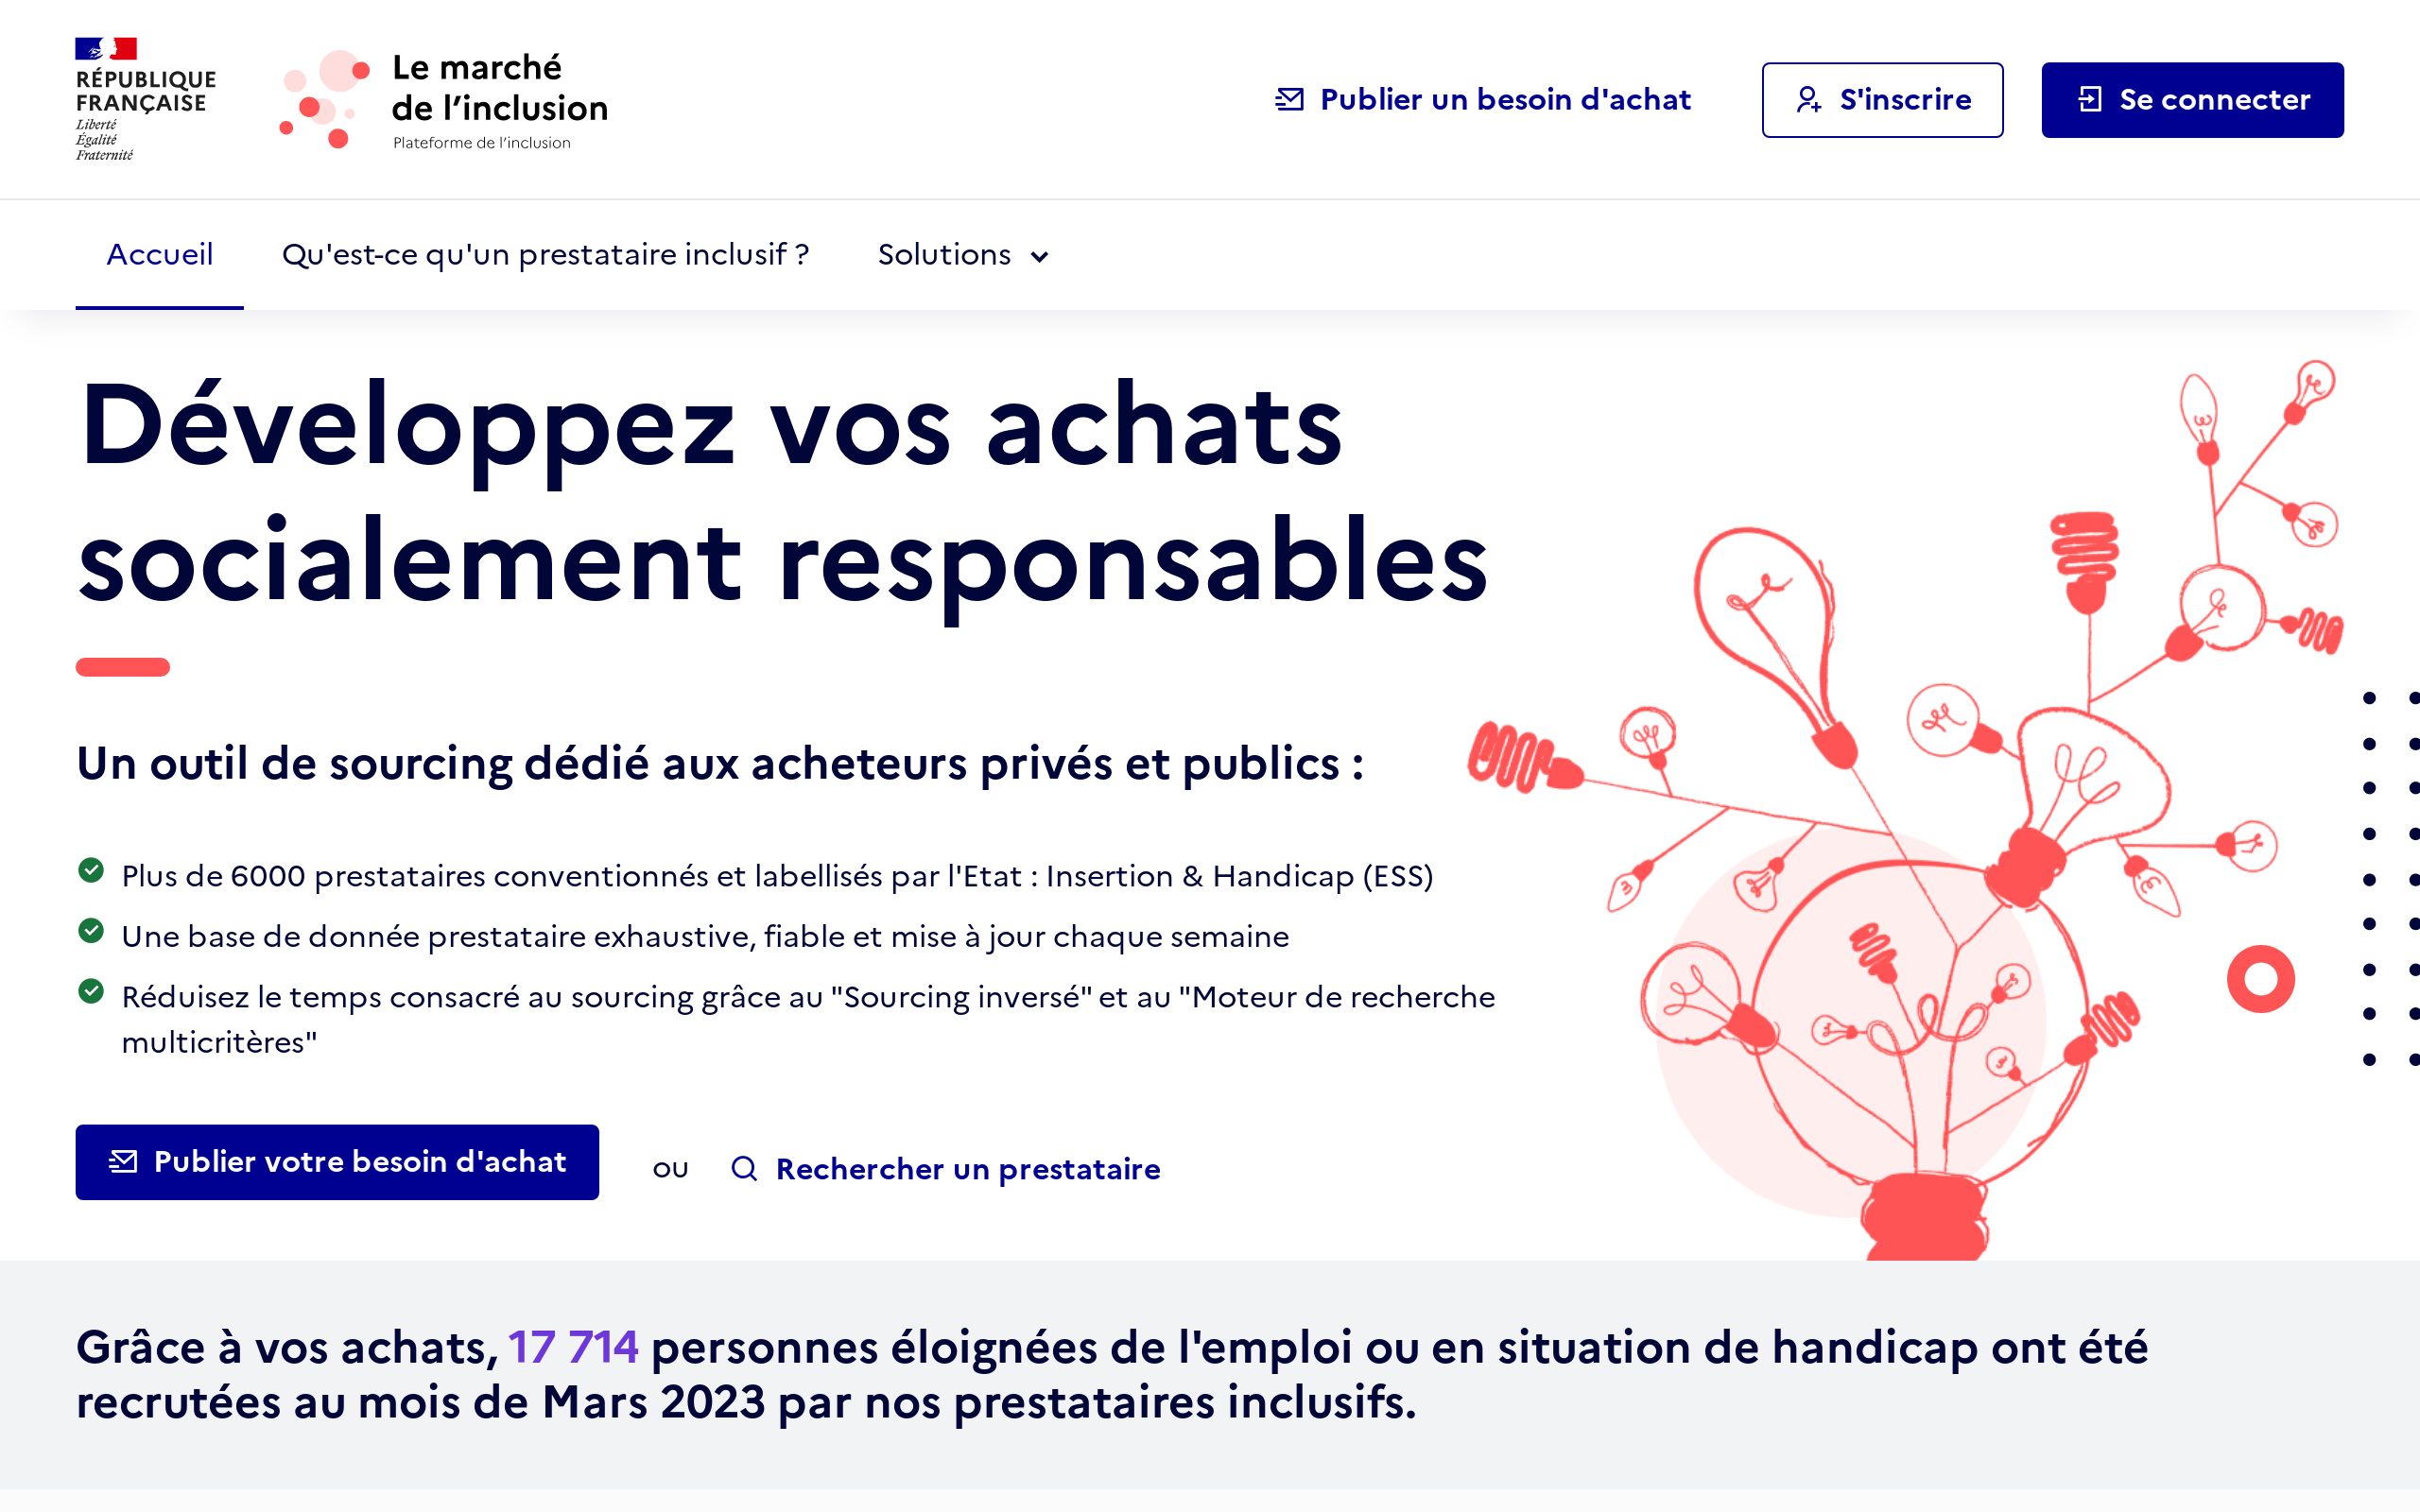 RÉPUBLIQUE
FRANÇAISE
Liberté
Égalité
Fraternité
Le marché
de l’inclusion
Plateforme de l’inclusion
Publier un besoin d'achat
S'inscrire
Se connecter
Accueil
Qu'est-ce qu'un prestataire inclusif ?
Solutions
Développez vos achats
socialement responsables
Un outil de sourcing dédié aux acheteurs privés et publics :
Plus de 6000 prestataires conventionnés et labellisés par l'Etat : Insertion & Handicap (ESS)
Une base de donnée prestataire exhaustive, fiable et mise à jour chaque semaine
Réduisez le temps consacré au sourcing grâce au "Sourcing inversé" et au "Moteur de recherche
multicritères"
Publier votre besoin d'achat
ou
Rechercher un prestataire
Grâce à vos achats, 17 714 personnes éloignées de l'emploi ou en situation de handicap ont été
recrutées au mois de Mars 2023 par nos prestataires inclusifs.